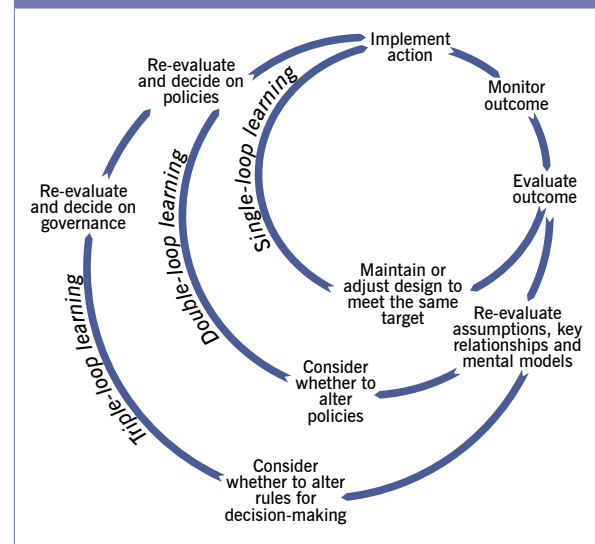 Implement
action
Monitor
outcome
Evaluate
outcome
Maintain or
adjust design to
meet the same
target
Single-loop learning
Re-evaluate
assumptions, key
relationships and
mental models
Consider
whether to
alter
policies
Double-loop learning
Re-evaluate
and decide on
policies
Consider
whether to alter
rules for
decision-making
Triple-loop learning
Re-evaluate
and decide on
governance